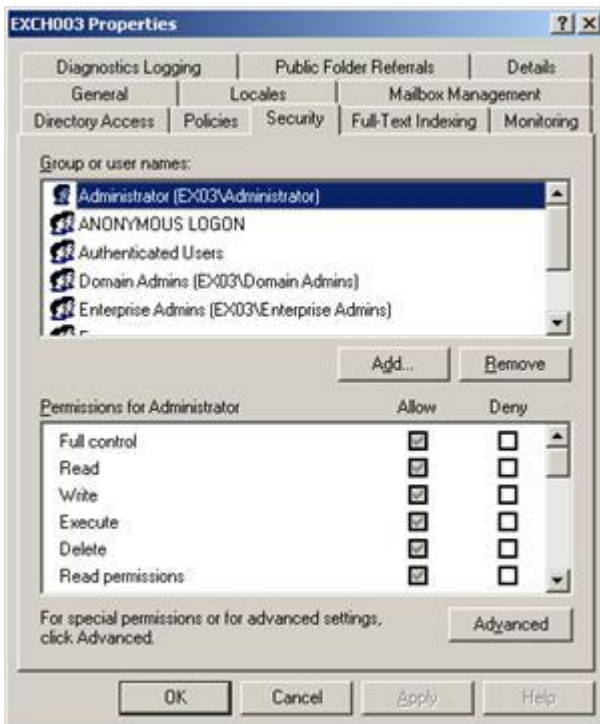 EXCH003 Properties
Diagnostics Logging Public Folder Referrals Details
General Locales Mailbox Management
Directory Access Policies Security Full-Text Indexing Monitoring
Group or user names:
Administrator (EX03\Administrator)
ANONYMOUS LOGON
Authenticated Users
Domain Admins (EX03\Domain Admins)
Enterprise Admins (EX03\Enterprise Admins)
Add... Remove
Permissions for Administrator Allow Deny
Full control
Read
Write
Execute
Delete
Read permissions
For special permissions or for advanced settings,
click Advanced.
Advanced
OK Cancel Apply Help